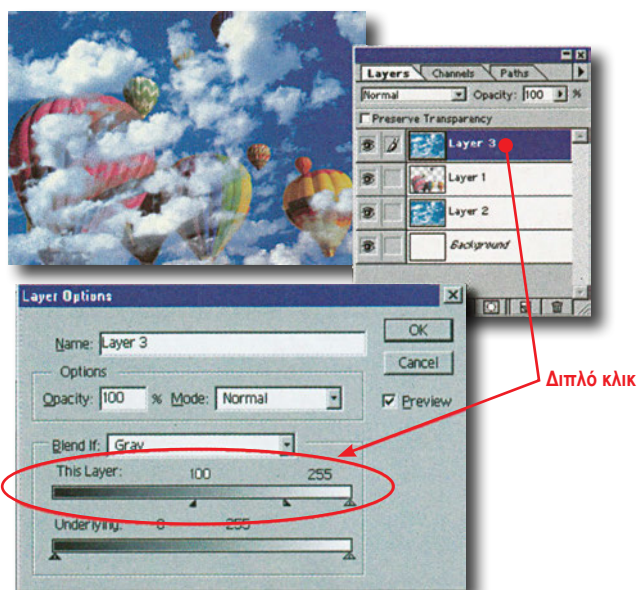 Layers Channels Paths
Normal Opacity: 100 %
Preserve Transparency
Layer 3
Layer 1
Layer 2
Background
Layer Options
Name: Layer 3
OK
Cancel
Options
Opacity: 100 % Mode: Normal
Preview
Διπλό κλικ
Blend If: Gray
This Layer: 100 255
Underlying: 0 255